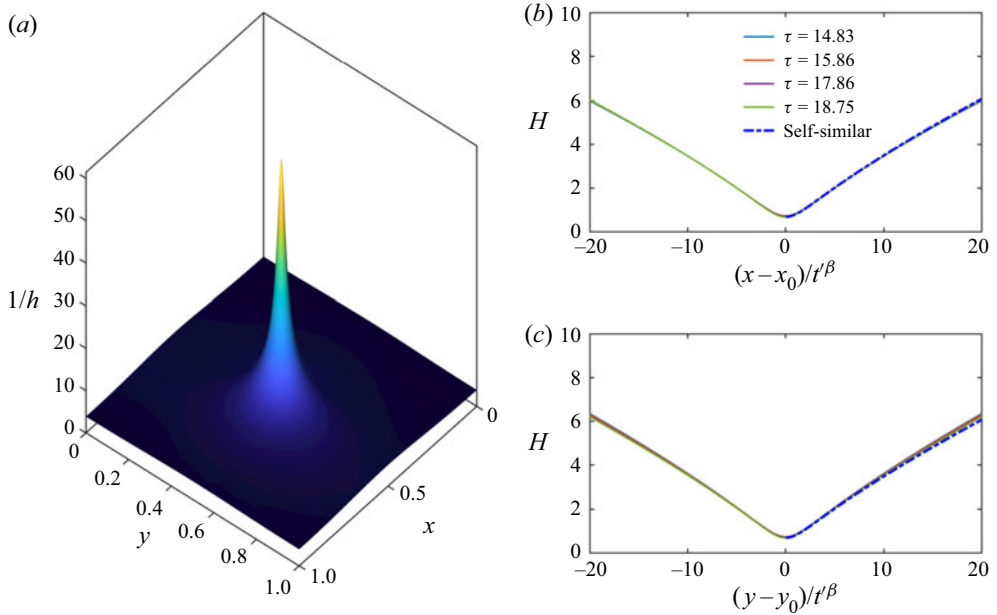 (a)
60
50
40
30
20
10
0
1/h
0
0.2
0.4
0.6
0.8
1.0
y
0
0.5
1.0
x
(b)
10
8
6
4
2
0
H
τ = 14.83
τ = 15.86
τ = 17.86
τ = 18.75
Self-similar
–20
–10
0
10
20
(x – x₀)/t′ᵝ
(c)
10
8
6
4
2
0
H
–20
–10
0
10
20
(y – y₀)/t′ᵝ